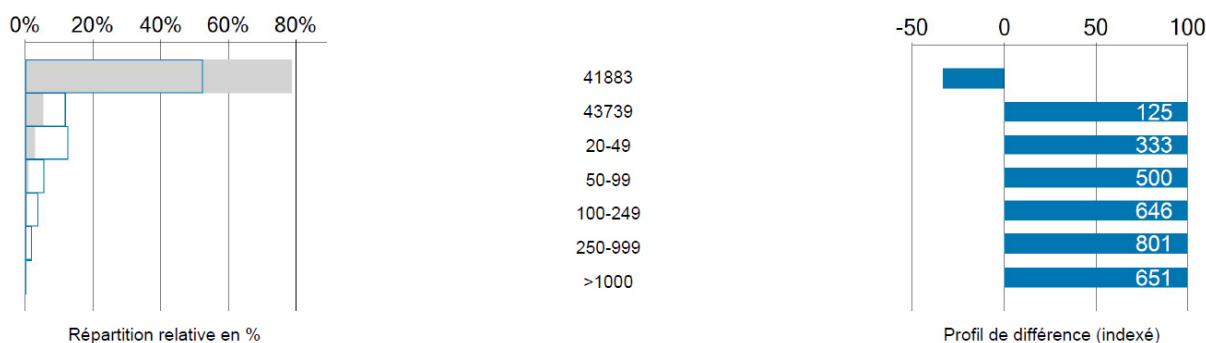 0% 20% 40% 60% 80%
-50 0 50 100
41883
43739 125
20-49 333
50-99 500
100-249 646
250-999 801
>1000 651
Répartition relative en % Profil de différence (indexé)